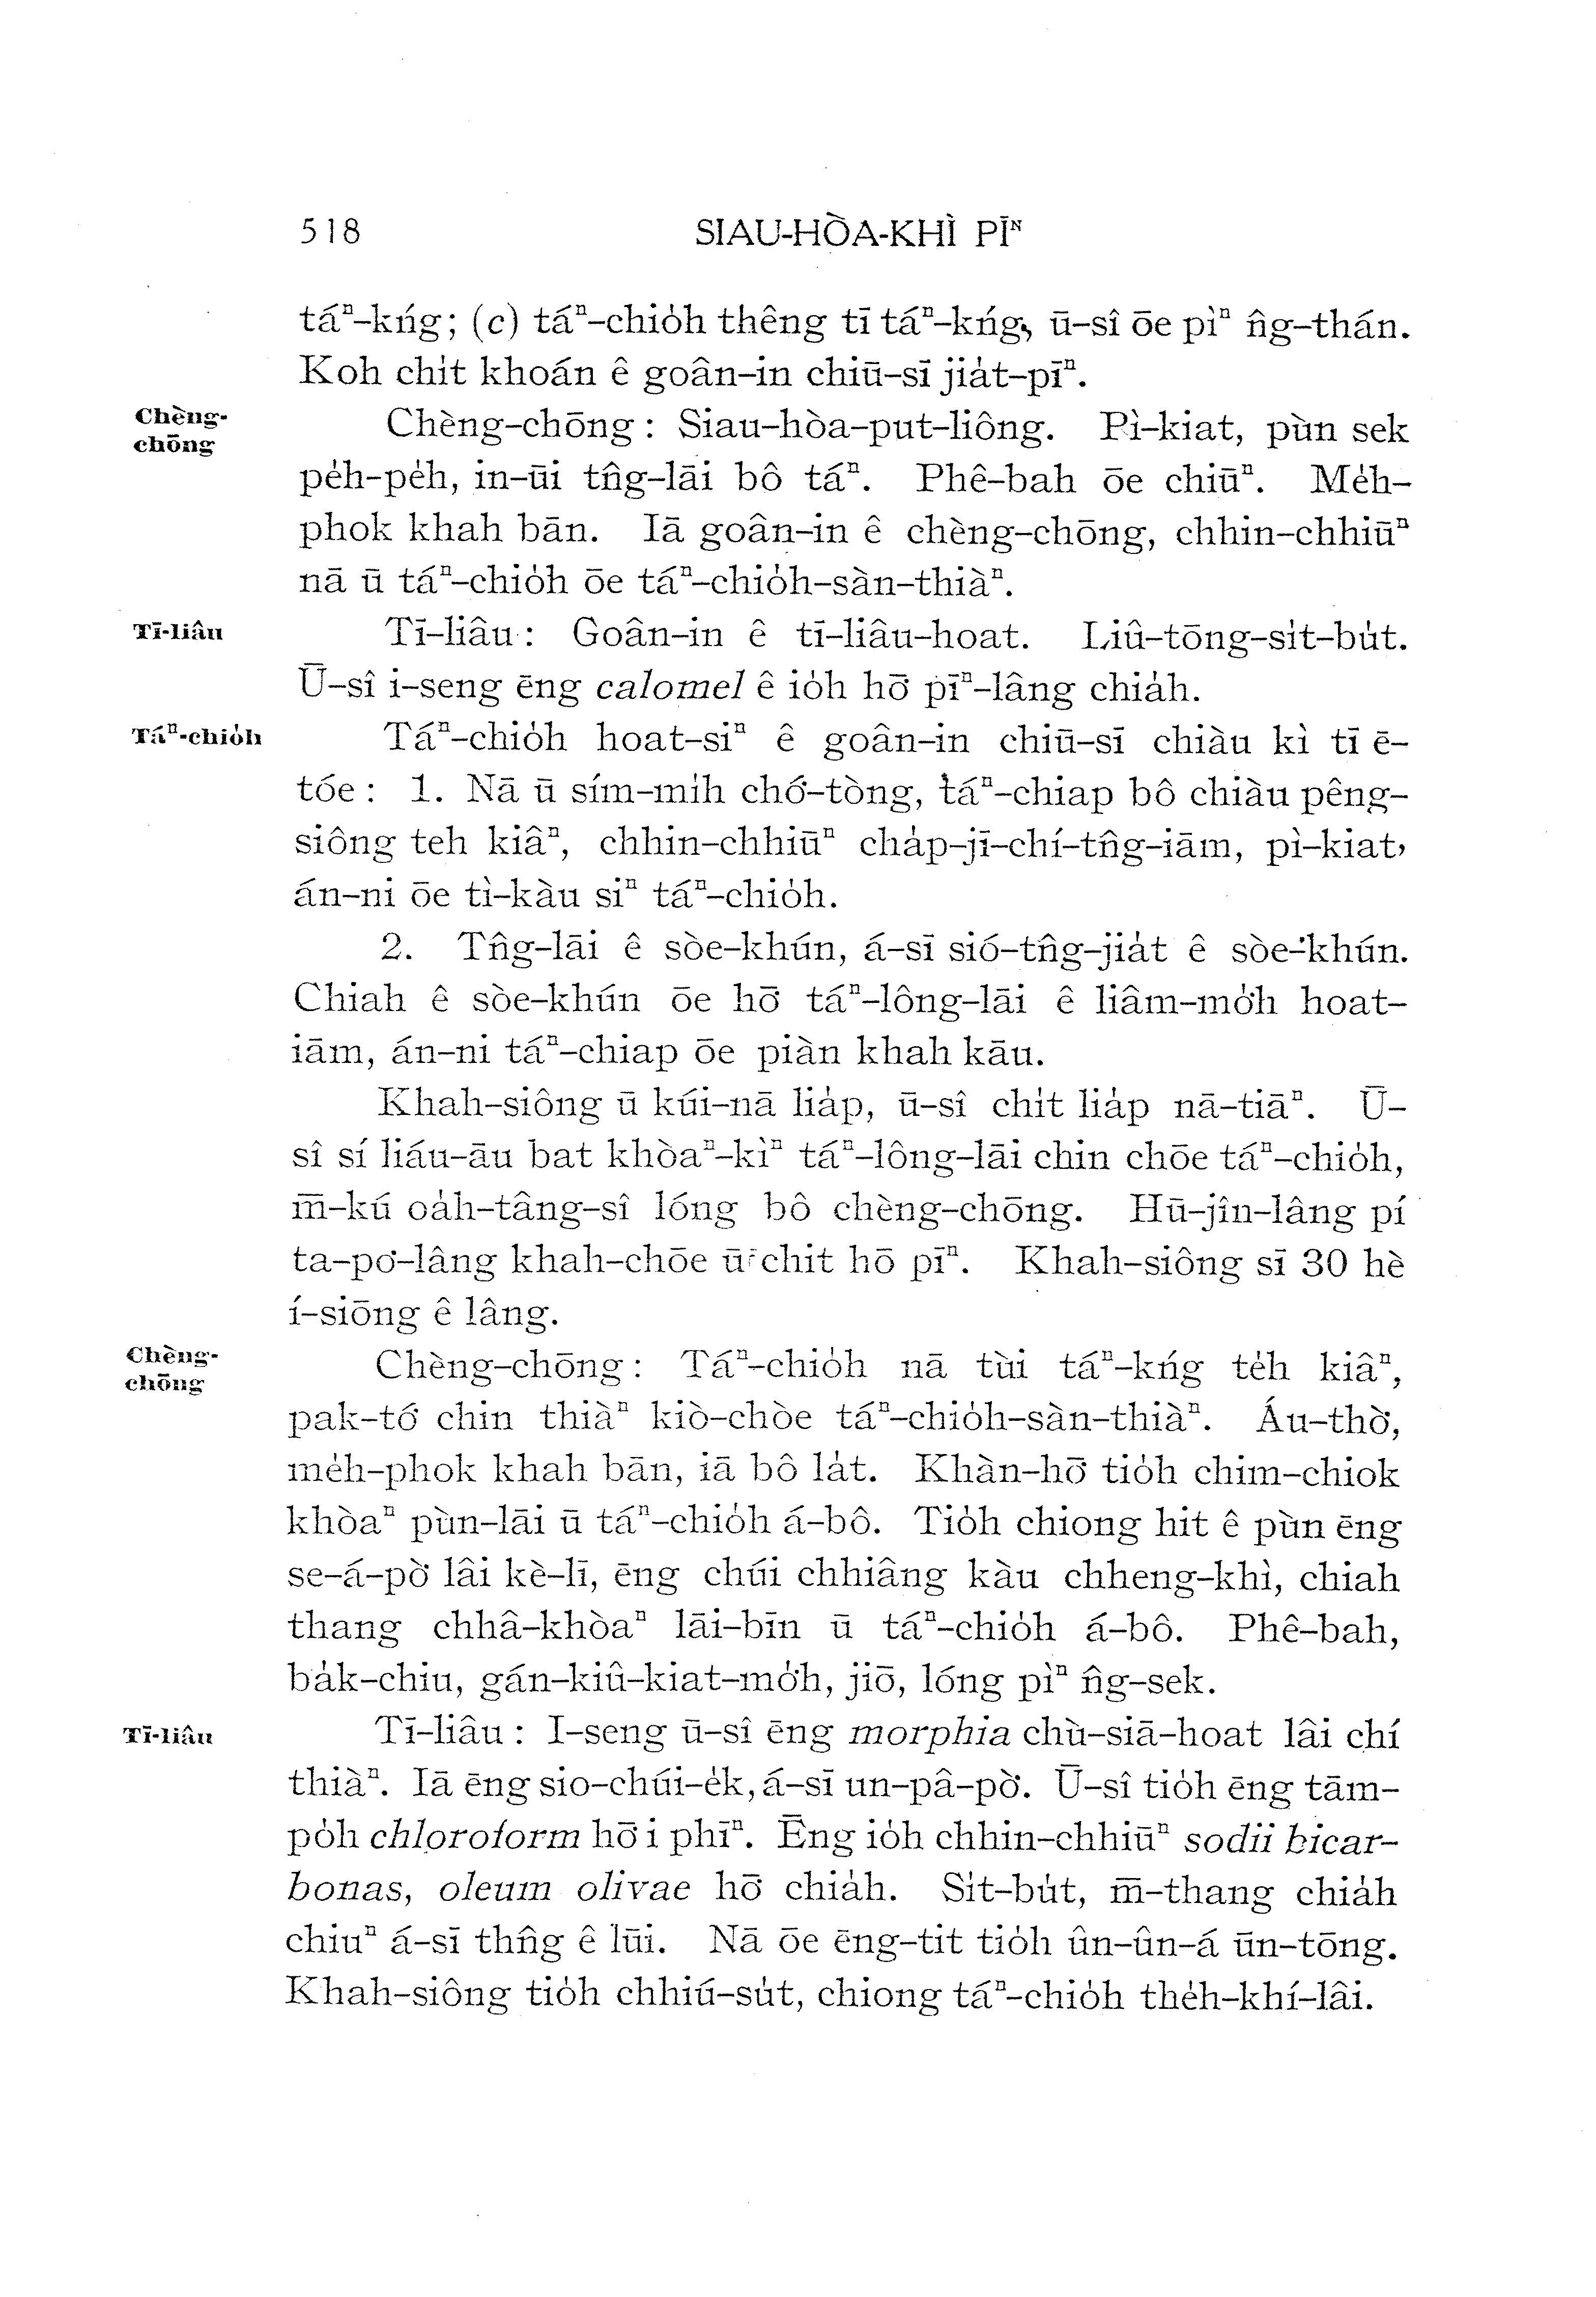 518 SIAU-HÒA-KHÌ PĪᴺ
táⁿ-kńg; (c) táⁿ-chio̍h thêng tī táⁿ-kńg, ū-sî ōe pìⁿ n̂g-thán.
Koh chi̍t khoán ê goân-in chiū-sī jia̍t-pīⁿ.
Chèng-
chōng
Chèng-chōng: Siau-hòa-put-liông. Pì-kiat, pùn sek
pe̍h-pe̍h, in-ūi tn̂g-lāi bô táⁿ. Phê-bah ōe chiūⁿ. Me̍h-
phok khah bān. Iā goân-in ê chèng-chōng, chhin-chhiūⁿ
nā ū táⁿ-chio̍h ōe táⁿ-chio̍h-sàn-thiàⁿ.
Tī-liâu
Tī-liâu: Goân-in ê tī-liâu-hoat. Liû-tōng-si̍t-bu̍t.
Ū-sî i-seng ēng calomel ê io̍h hō͘ pīⁿ-lâng chia̍h.
Táⁿ-chio̍h
Táⁿ-chio̍h hoat-siⁿ ê goân-in chiū-sī chiàu kì tī ē-
tóe: 1. Nā ū sím-mih chó͘-tòng, táⁿ-chiap bô chiàu pêng-
siông teh kiâⁿ, chhin-chhiūⁿ cha̍p-jī-chí-tn̂g-iām, pì-kiat,
án-ni ōe tì-kàu siⁿ táⁿ-chio̍h.
2. Tn̂g-lāi ê sòe-khún, á-sī sió-tn̂g-jia̍t ê sòe-khún.
Chiah ê sòe-khún ōe hō͘ táⁿ-lông-lāi ê liâm-mo̍͘h hoat-
iām, án-ni táⁿ-chiap ōe piàn khah kāu.
Khah-siông ū kúi-nā lia̍p, ū-sî chi̍t lia̍p nā-tiāⁿ. Ū-
sî sí liáu-āu bat khòaⁿ-kìⁿ táⁿ-lông-lāi chin chōe táⁿ-chio̍h,
m̄-kú oa̍h-tâng-sî lóng bô chèng-chōng. Hū-jîn-lâng pí
ta-po͘-lâng khah-chōe ū chit hō pīⁿ. Khah-siông sī 30 hè
í-siōng ê lâng.
Chèng-
chōng
Chèng-chōng: Táⁿ-chio̍h nā tùi táⁿ-kńg te̍h kiâⁿ,
pak-tó͘ chin thiàⁿ kiò-chòe táⁿ-chio̍h-sàn-thiàⁿ. Áu-thò͘,
me̍h-phok khah bān, iā bô la̍t. Khàn-hō͘ tio̍h chim-chiok
khòaⁿ pùn-lāi ū táⁿ-chio̍h á-bô. Tio̍h chiong hit ê pùn ēng
se-á-pò͘ lâi kè-lī, ēng chúi chhiâng kàu chheng-khì, chiah
thang chhâ-khòaⁿ lāi-bīn ū táⁿ-chio̍h á-bô. Phê-bah,
ba̍k-chiu, gán-kiû-kiat-mo̍͘h, jiō, lóng pìⁿ n̂g-sek.
Tī-liâu
Tī-liâu: I-seng ū-sî ēng morphia chù-siā-hoat lâi chí
thiàⁿ. Iā ēng sio-chúi-e̍k, á-sī un-pâ-pò͘. Ū-sî tio̍h ēng tām-
po̍h chloroform hō͘ i phīⁿ. Ēng io̍h chhin-chhiūⁿ sodii bicar-
bonas, oleum olivae hō͘ chia̍h. Si̍t-bu̍t, m̄-thang chia̍h
chiuⁿ á-sī thn̂g ê lūi. Nā ōe ēng-tit tio̍h ûn-ûn-á ūn-tōng.
Khah-siông tio̍h chhiú-su̍t, chiong táⁿ-chio̍h the̍h-khí-lâi.